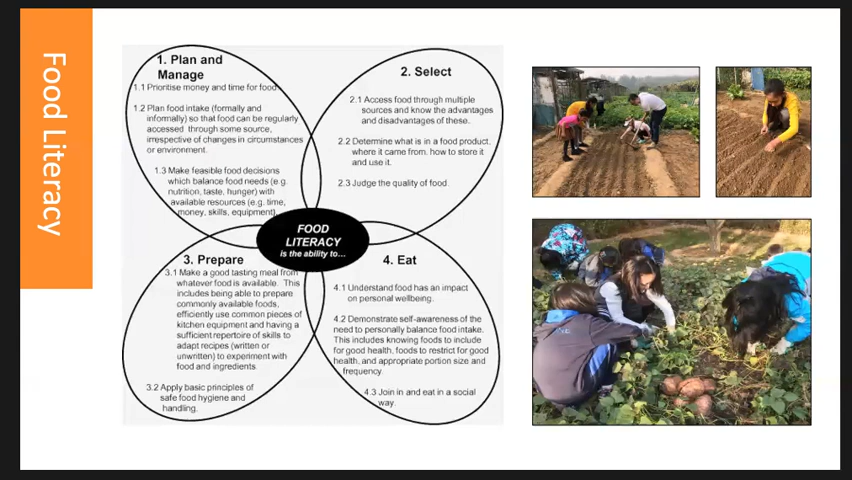 Food Literacy
1. Plan and
Manage
1.1 Prioritise money and time for food.
1.2 Plan food intake (formally and
informally) so that food can be regularly
accessed through some source,
irrespective of changes in circumstances
or environment.
1.3 Make feasible food decisions
which balance food needs (e.g.
nutrition, taste, hunger) with
available resources (e.g. time,
money, skills, equipment).
2. Select
2.1 Access food through multiple
sources and know the advantages
and disadvantages of these.
2.2 Determine what is in a food product,
where it came from, how to store it
and use it.
2.3 Judge the quality of food.
FOOD
LITERACY
is the ability to...
3. Prepare
3.1 Make a good tasting meal from
whatever food is available. This
includes being able to prepare
commonly available foods,
efficiently use common pieces of
kitchen equipment and having a
sufficient repertoire of skills to
adapt recipes (written or
unwritten) to experiment with
food and ingredients.
3.2 Apply basic principles of
safe food hygiene and
handling.
4. Eat
4.1 Understand food has an impact
on personal wellbeing.
4.2 Demonstrate self-awareness of the
need to personally balance food intake.
This includes knowing foods to include
for good health, foods to restrict for good
health, and appropriate portion size and
frequency.
4.3 Join in and eat in a social
way.